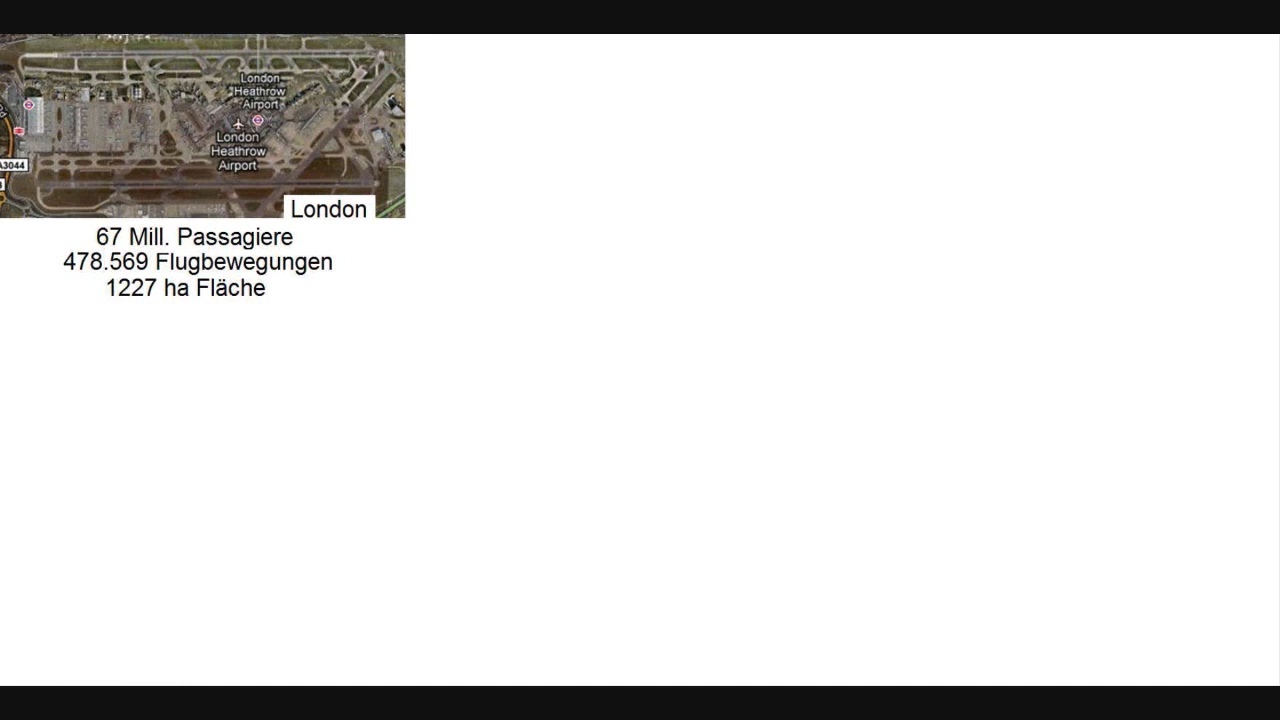 London
Heathrow
Airport
London
Heathrow
Airport
A3044
London
67 Mill. Passagiere
478.569 Flugbewegungen
1227 ha Fläche